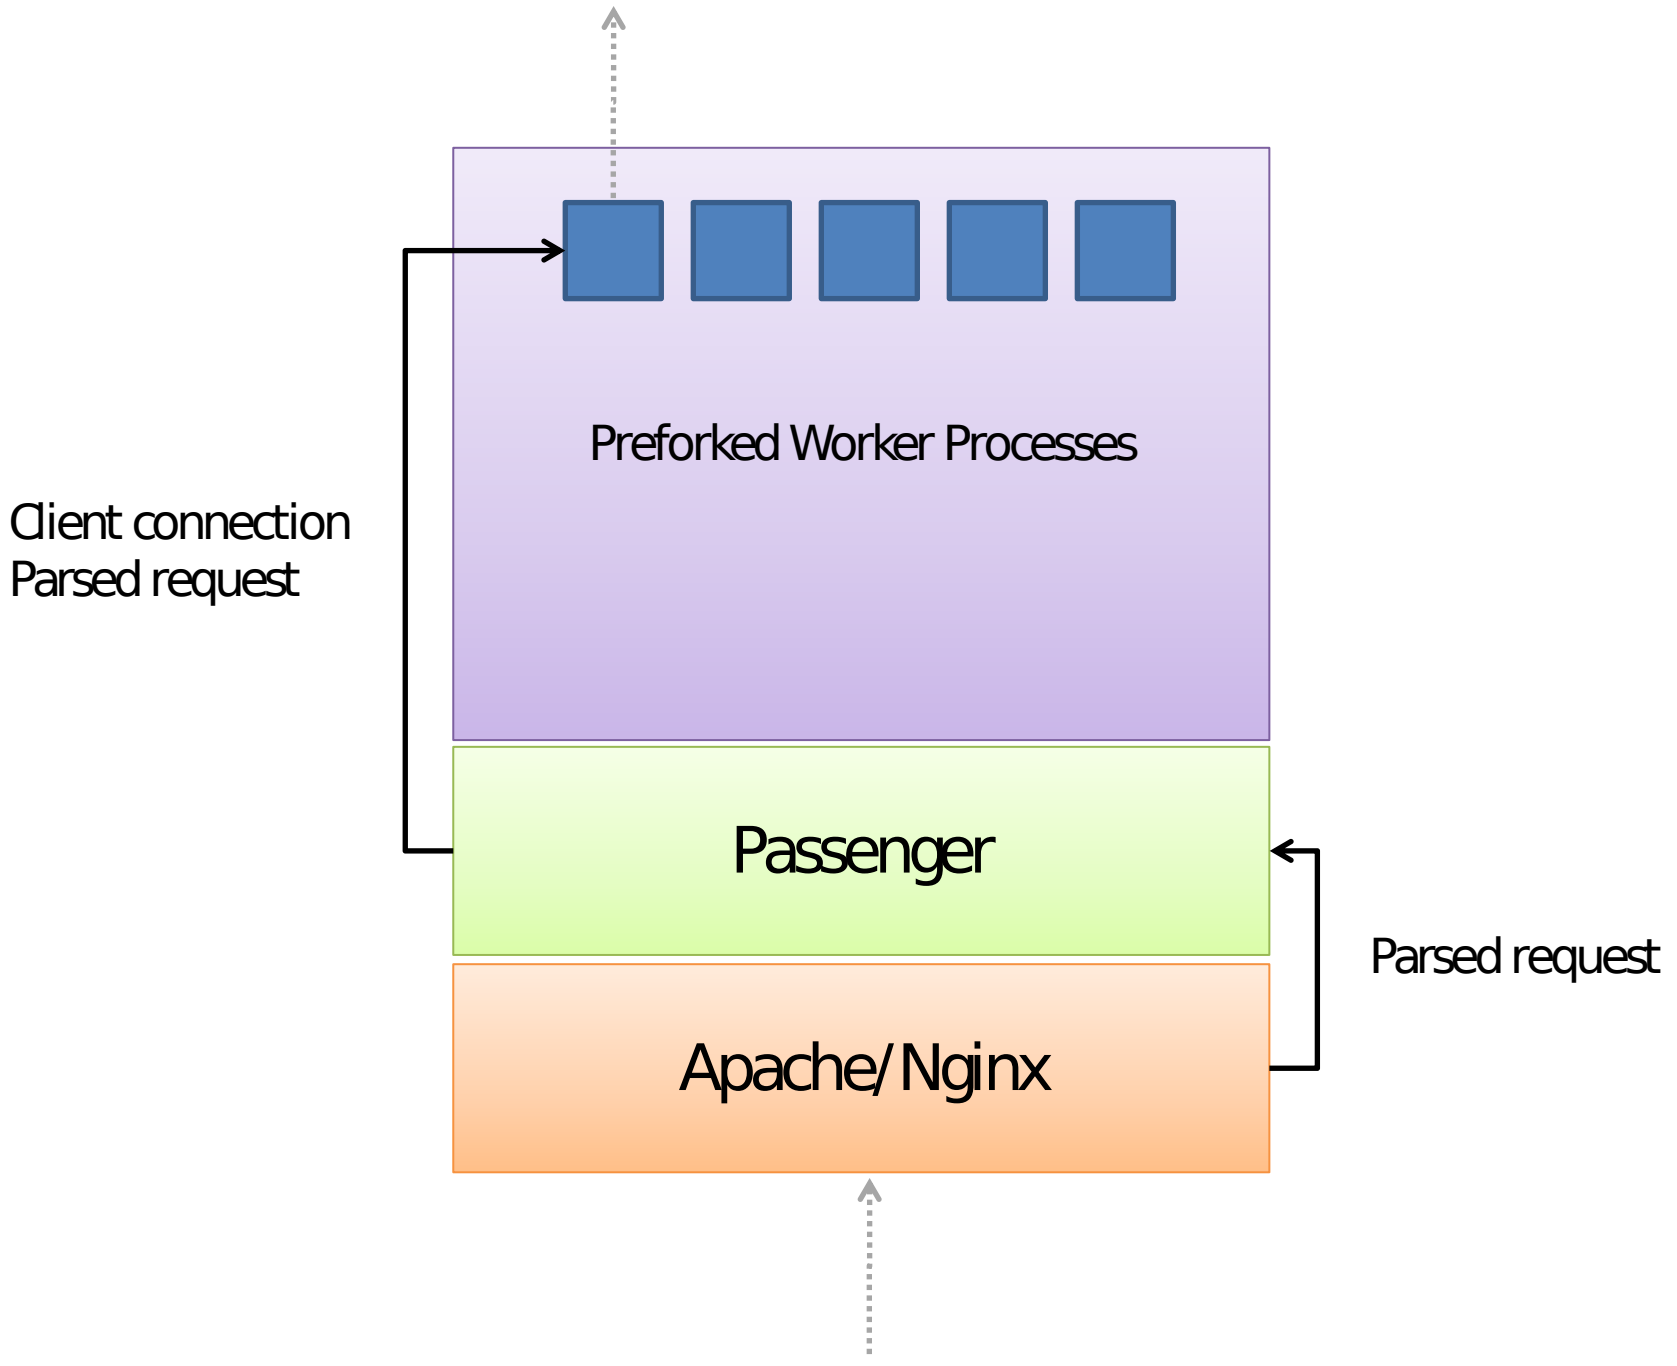 Preforked Worker Processes
Client connection
Parsed request
Passenger
Parsed request
Apache/Nginx